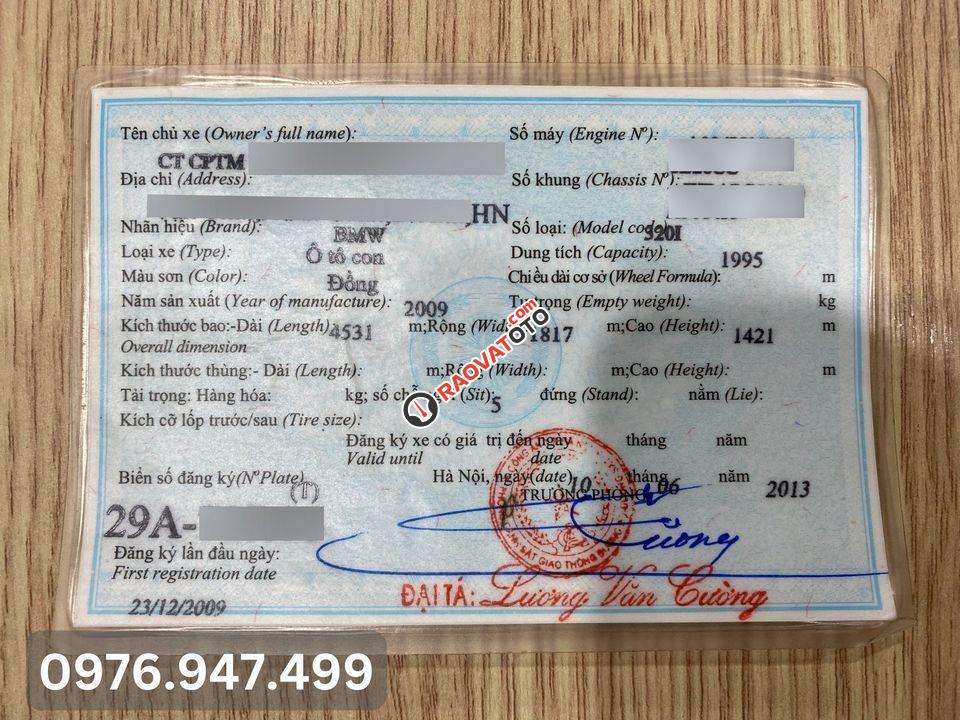 Tên chủ xe (Owner's full name):
CT CPTM
Địa chỉ (Address):
HN
Nhãn hiệu (Brand): BMW
Loại xe (Type): Ô tô con
Màu sơn (Color): Đồng
Năm sản xuất (Year of manufacture): 2009
Số máy (Engine Nº):
Số khung (Chassis Nº):
Số loại: (Model code) 320I
Dung tích (Capacity): 1995
Chiều dài cơ sở (Wheel Formula): m
Tự trọng (Empty weight): kg
Kích thước bao:-Dài (Length) 4531 m;Rộng 1817 m;Cao (Height): 1421 m
Overall dimension
Kích thước thùng:- Dài (Length): m;Rộng (Width): m;Cao (Height): m
Tải trọng: Hàng hóa: kg; số (Sit): 5 đứng (Stand): nằm (Lie):
Kích cỡ lốp trước/sau (Tire size):
Đăng ký xe có giá trị đến ngày tháng năm
Valid until date
Biển số đăng ký(NºPlate) (T)
29A-
Hà Nội, ngày(date) 10 tháng 06 năm 2013
TRƯỞNG PHÒNG
Cường
Đăng ký lần đầu ngày:
First registration date
23/12/2009
ĐẠI TÁ: Lương Văn Cường
RAOVATOTO.com
0976.947.499